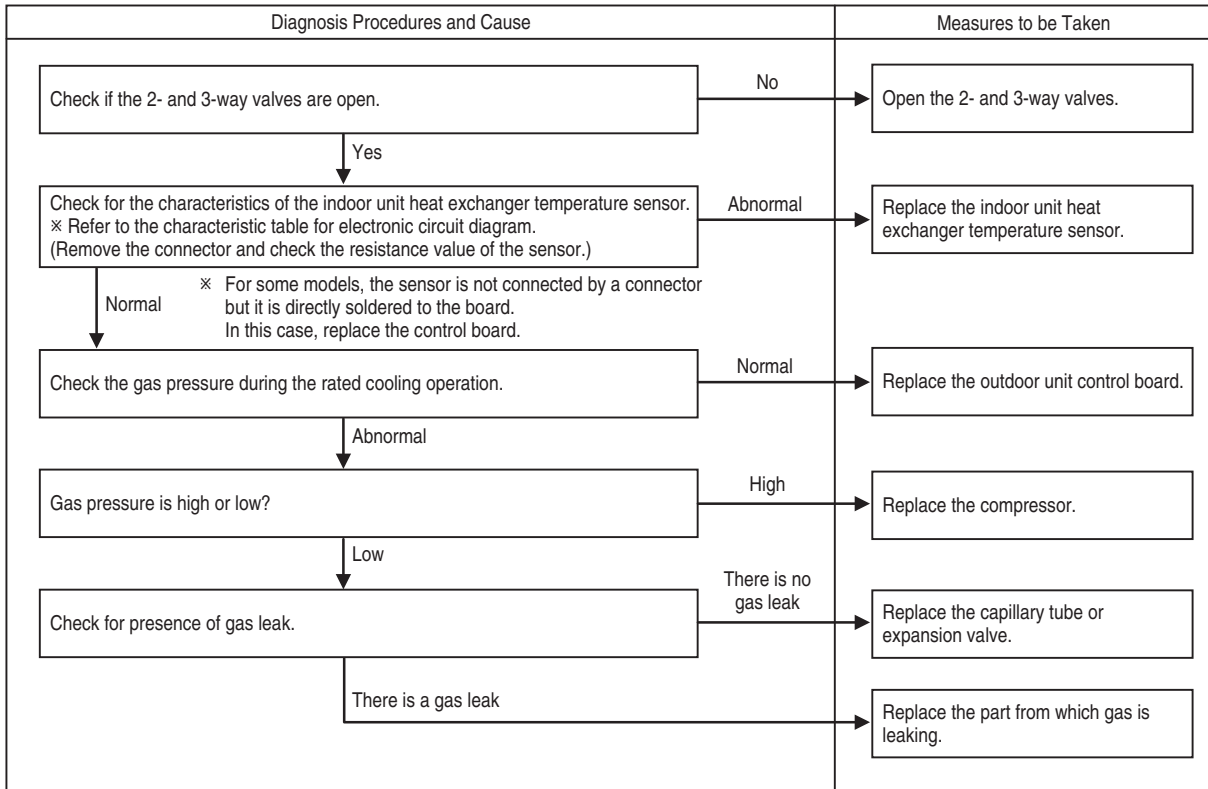 Diagnosis Procedures and Cause
Measures to be Taken
Check if the 2- and 3-way valves are open.
No
Open the 2- and 3-way valves.
Yes
Check for the characteristics of the indoor unit heat exchanger temperature sensor.
※ Refer to the characteristic table for electronic circuit diagram.
(Remove the connector and check the resistance value of the sensor.)
Abnormal
Replace the indoor unit heat
exchanger temperature sensor.
Normal
※ For some models, the sensor is not connected by a connector
but it is directly soldered to the board.
In this case, replace the control board.
Check the gas pressure during the rated cooling operation.
Normal
Replace the outdoor unit control board.
Abnormal
Gas pressure is high or low?
High
Replace the compressor.
Low
Check for presence of gas leak.
There is no
gas leak
Replace the capillary tube or
expansion valve.
There is a gas leak
Replace the part from which gas is
leaking.